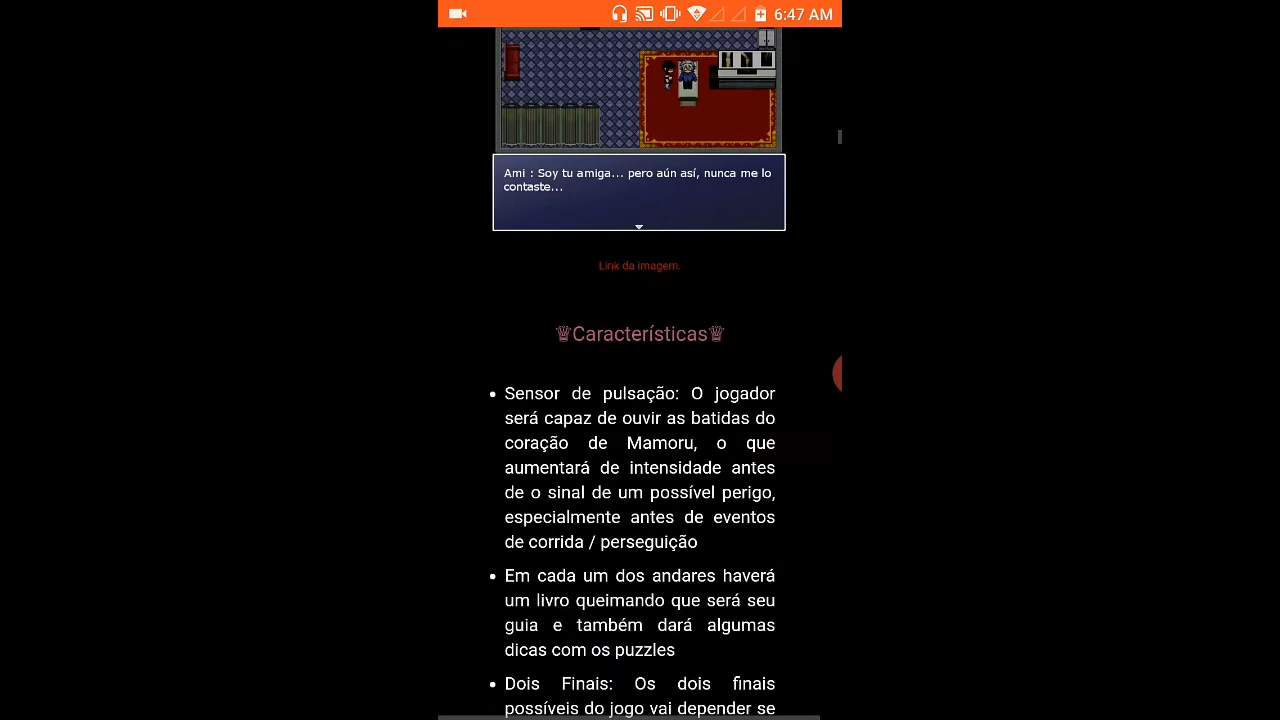 6:47 AM
Ami : Soy tu amiga... pero aún así, nunca me lo
contaste...
Link da imagem.
♕Características♕
• Sensor de pulsação: O jogador
será capaz de ouvir as batidas do
coração de Mamoru, o que
aumentará de intensidade antes
de o sinal de um possível perigo,
especialmente antes de eventos
de corrida / perseguição
• Em cada um dos andares haverá
um livro queimando que será seu
guia e também dará algumas
dicas com os puzzles
• Dois Finais: Os dois finais
possíveis do jogo vai depender se